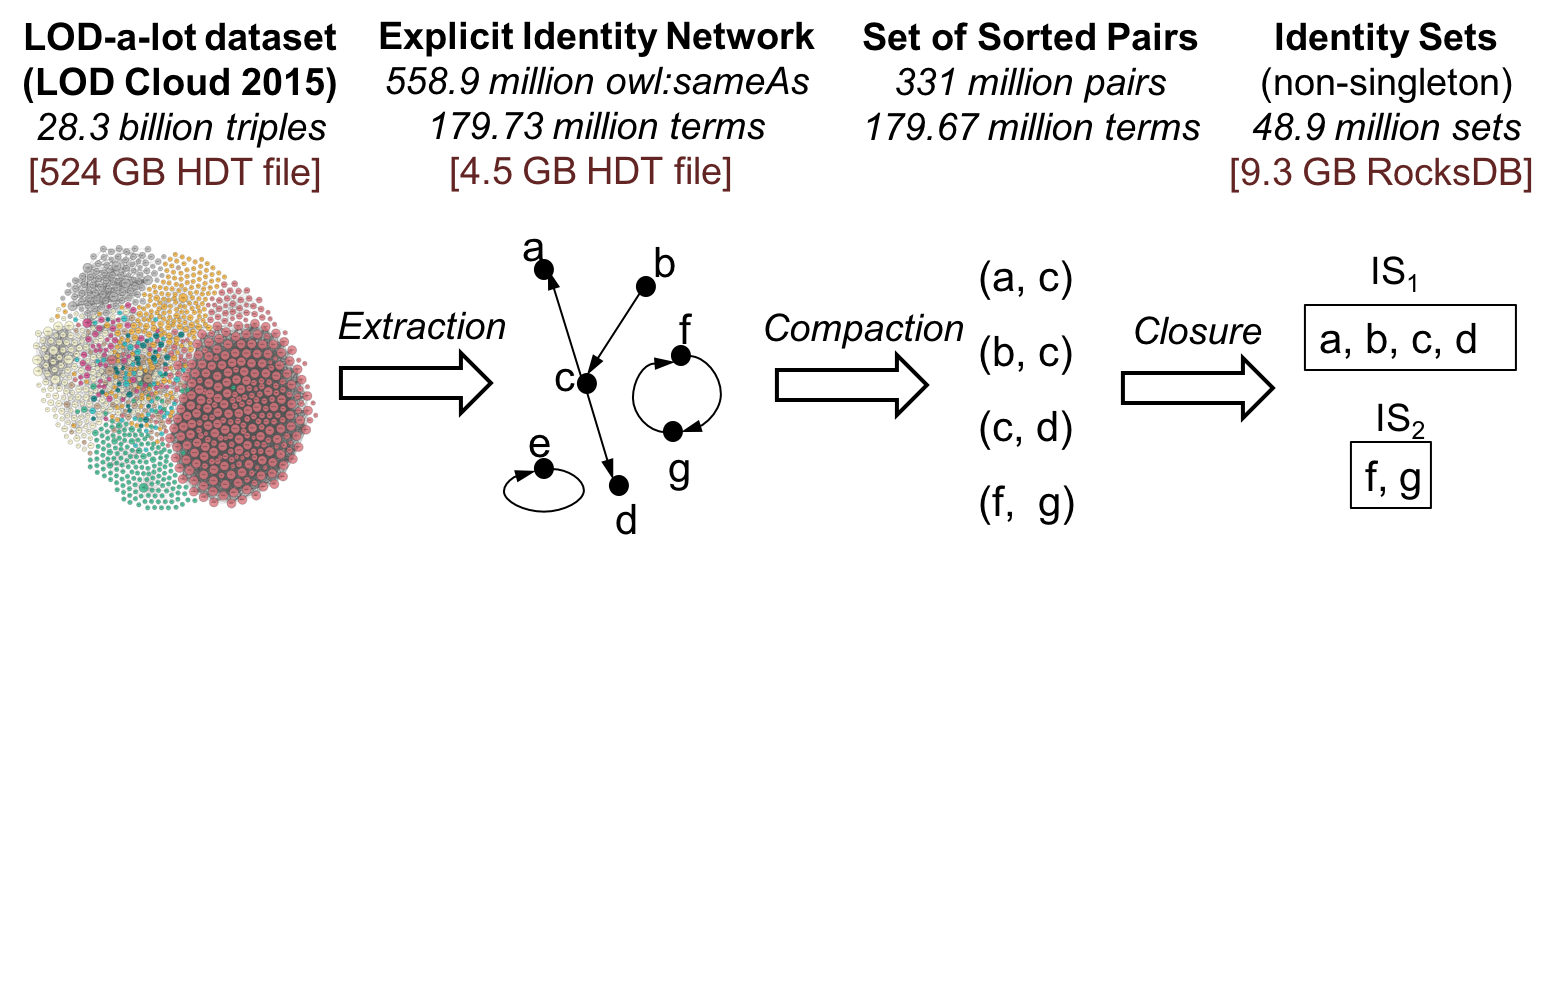 LOD-a-lot dataset
(LOD Cloud 2015)
28.3 billion triples
[524 GB HDT file]
Explicit Identity Network
558.9 million owl:sameAs
179.73 million terms
[4.5 GB HDT file]
Set of Sorted Pairs
331 million pairs
179.67 million terms
Identity Sets
(non-singleton)
48.9 million sets
[9.3 GB RocksDB]
Extraction
a
b
c
f
e
g
d
Compaction
(a, c)
(b, c)
(c, d)
(f, g)
Closure
IS1
a, b, c, d
IS2
f, g